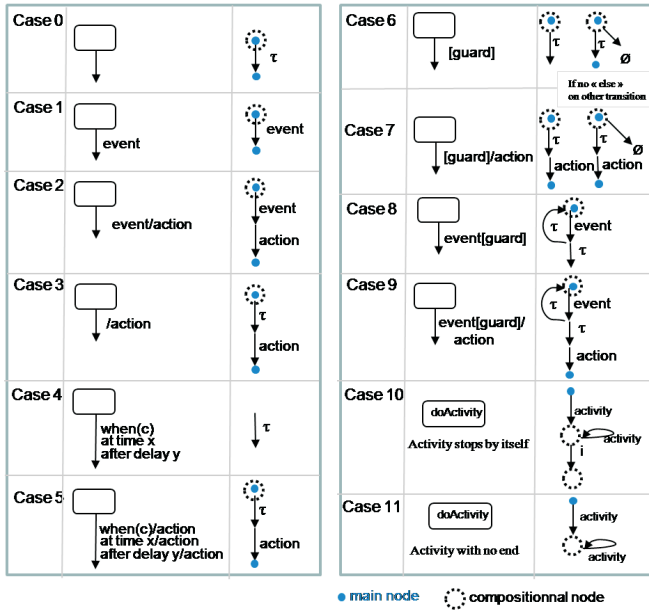 Case 0
τ
Case 1
event
event
Case 2
event/action
event
action
Case 3
/action
τ
action
Case 4
when(c)
at time x
after delay y
τ
Case 5
when(c)/action
at time x/action
after delay y/action
τ
action
Case 6
[guard]
τ
τ
Ø
If no « else »
on other transition
Case 7
[guard]/action
τ
τ
Ø
action
action
Case 8
event[guard]
τ
event
τ
Case 9
event[guard]/
action
τ
event
τ
action
Case 10
doActivity
Activity stops by itself
activity
activity
i
Case 11
doActivity
Activity with no end
activity
activity
main node
compositionnal node